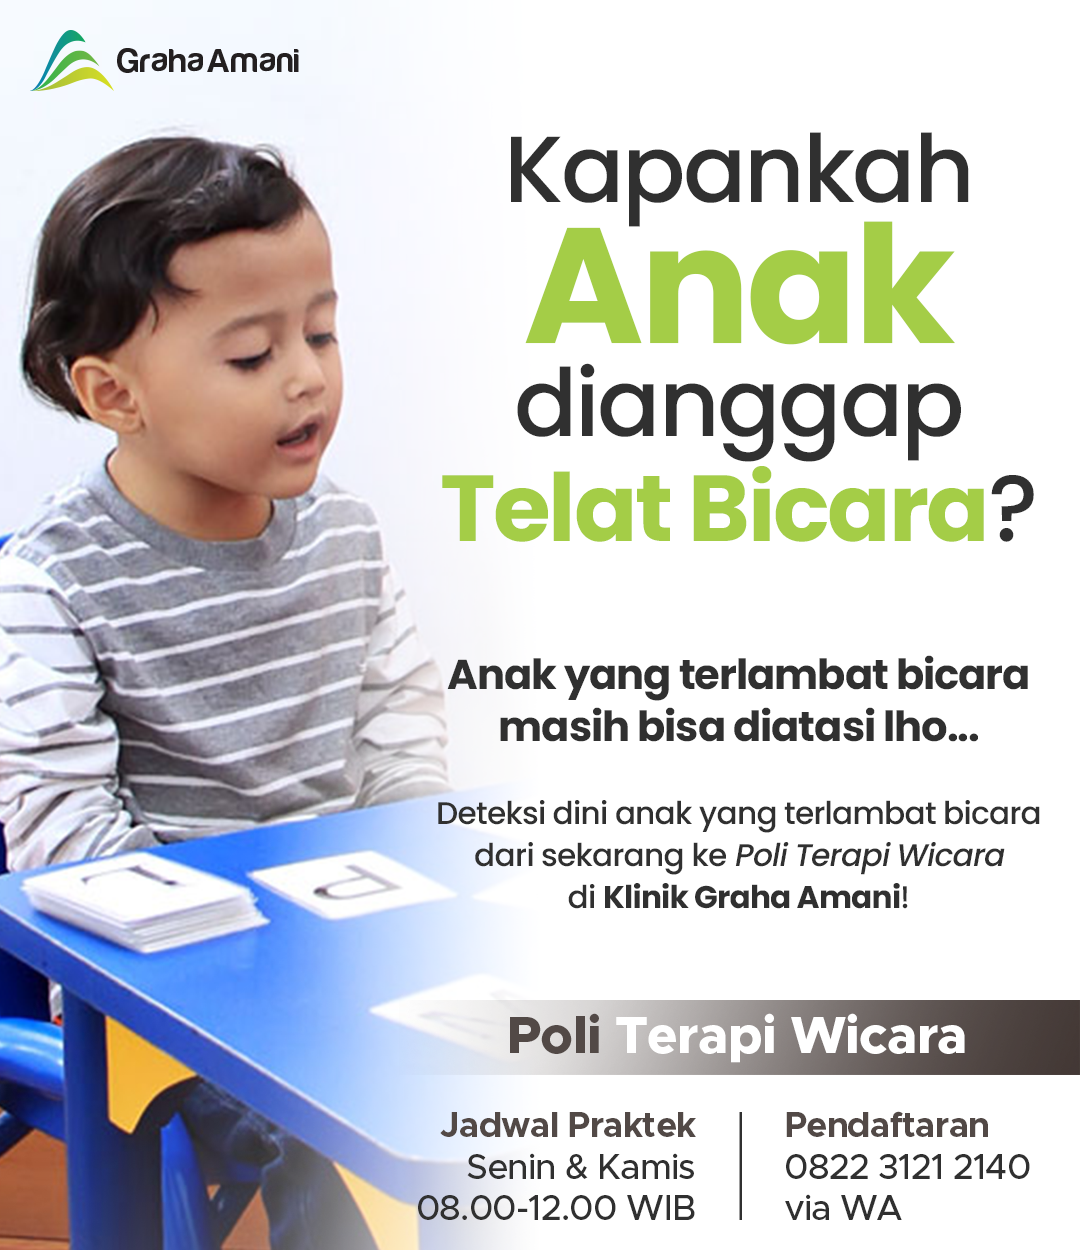 Graha Amani
Kapankah
Anak
dianggap
Telat Bicara?
Anak yang terlambat bicara
masih bisa diatasi lho...
Deteksi dini anak yang terlambat bicara
dari sekarang ke Poli Terapi Wicara
di Klinik Graha Amani!
Poli Terapi Wicara
Jadwal Praktek
Senin & Kamis
08.00-12.00 WIB
Pendaftaran
0822 3121 2140
via WA
P